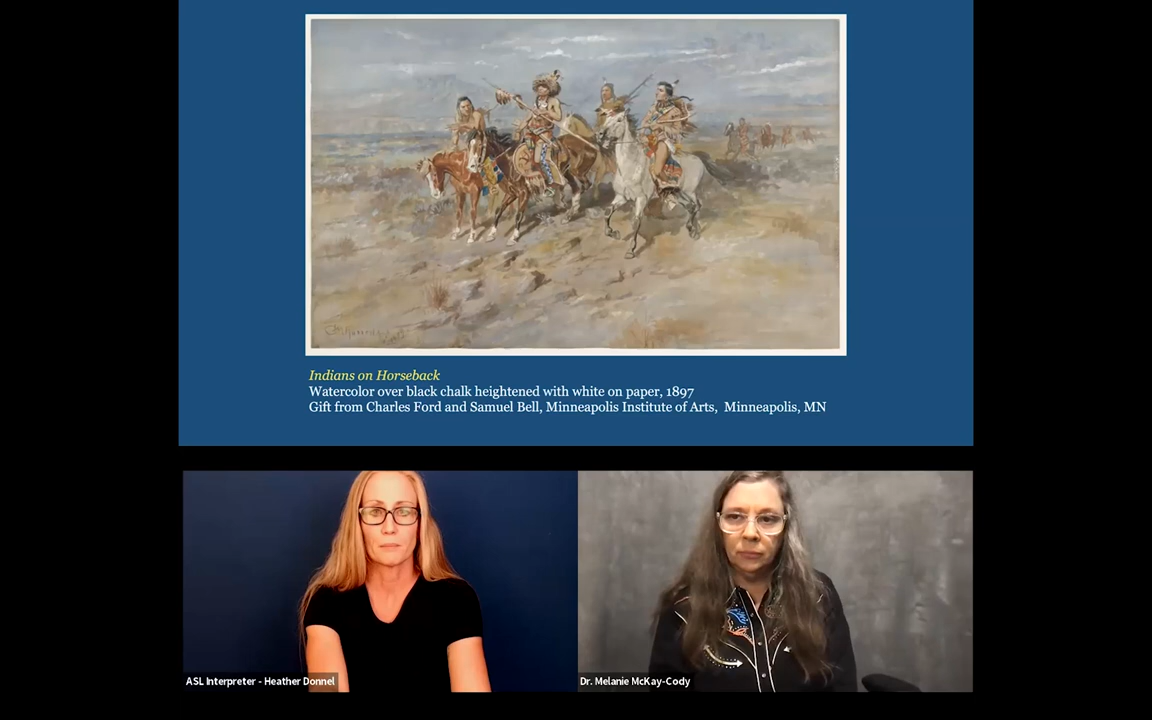 Indians on Horseback
Watercolor over black chalk heightened with white on paper, 1897
Gift from Charles Ford and Samuel Bell, Minneapolis Institute of Arts, Minneapolis, MN
ASL Interpreter - Heather Donnel
Dr. Melanie McKay-Cody